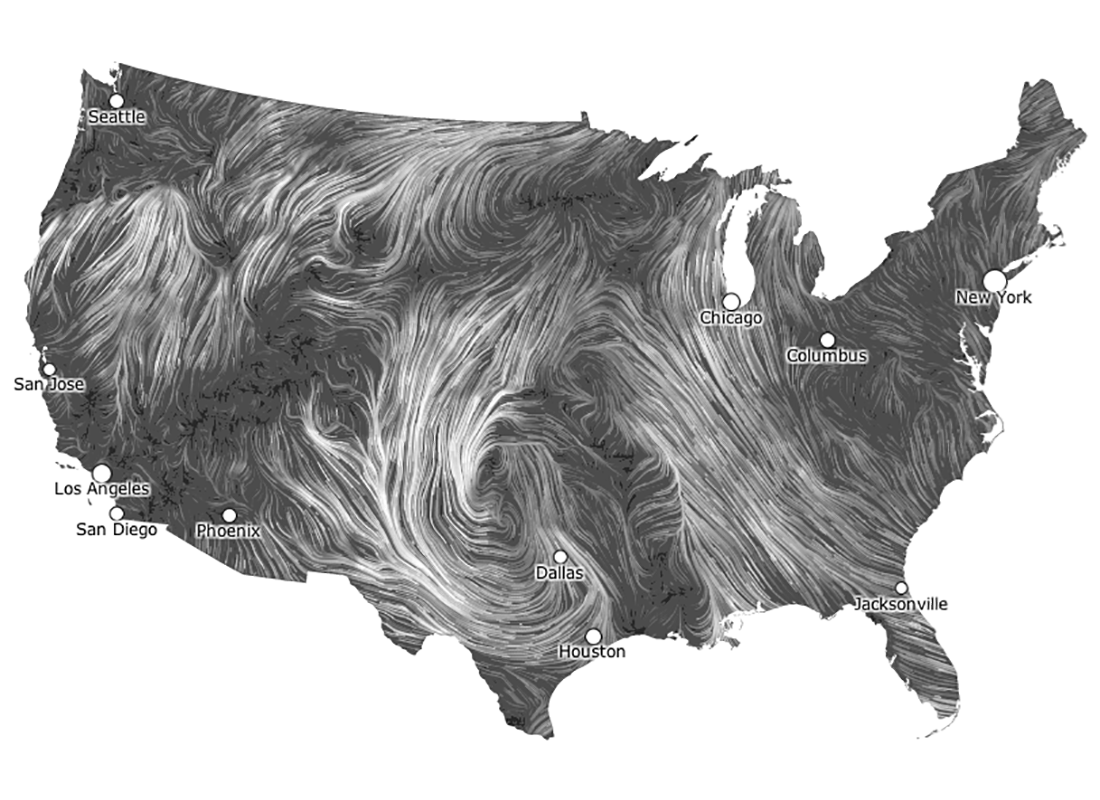 Seattle
New York
Chicago
Columbus
San Jose
Los Angeles
San Diego
Phoenix
Dallas
Jacksonville
Houston